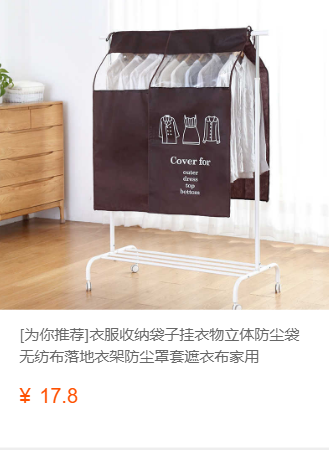 Cover for
outer
dress
top
bottoms
[为你推荐]衣服收纳袋子挂衣物立体防尘袋
无纺布落地衣架防尘罩套遮衣布家用
¥ 17.8